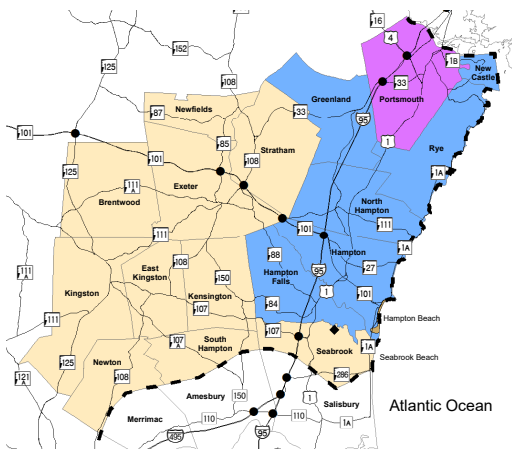 16
4
152
125
1B
New
Castle
108
33
Greenland
Portsmouth
Newfields
87
33
95
101
85
1
Rye
Stratham
101
108
125
1A
111
A
Exeter
Brentwood
North
Hampton
111
101
111
Hampton
1A
88
East
Kingston
108
95
27
111
A
Hampton
Falls
150
Kingston
Kensington
1
101
84
107
111
Hampton Beach
107
107
A
South
Hampton
1A
Seabrook
Seabrook Beach
125
Newton
286
121
A
108
Amesbury
150
1
Salisbury
Atlantic Ocean
Merrimac
110
110
1A
495
95